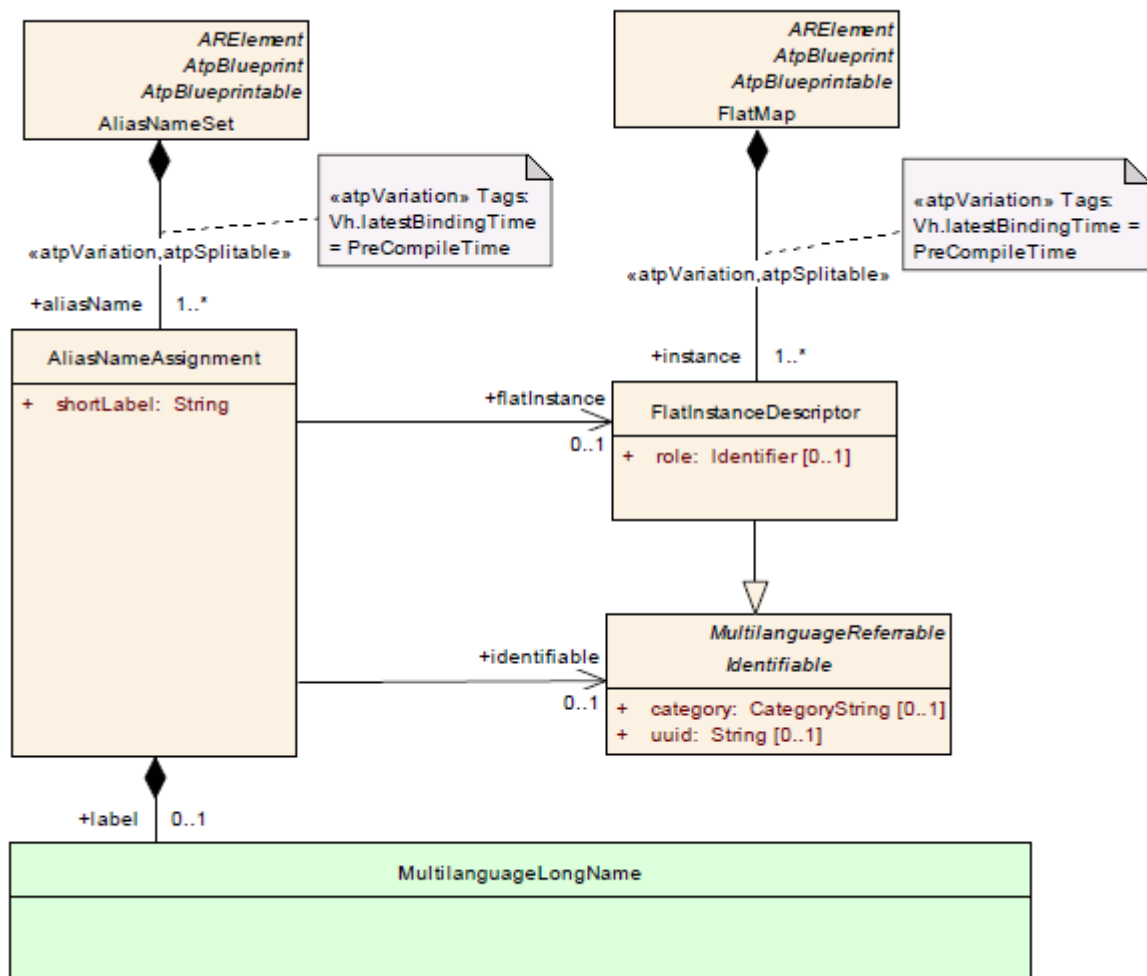 ARElement
AtpBlueprint
AtpBlueprintable
AliasNameSet
ARElement
AtpBlueprint
AtpBlueprintable
FlatMap
«atpVariation» Tags:
Vh.latestBindingTime
= PreCompileTime
«atpVariation» Tags:
Vh.latestBindingTime =
PreCompileTime
«atpVariation,atpSplitable»
«atpVariation,atpSplitable»
+aliasName 1..*
+instance 1..*
AliasNameAssignment
+ shortLabel: String
+flatInstance
0..1
FlatInstanceDescriptor
+ role: Identifier [0..1]
+identifiable
0..1
MultilanguageReferrable
Identifiable
+ category: CategoryString [0..1]
+ uuid: String [0..1]
+label 0..1
MultilanguageLongName